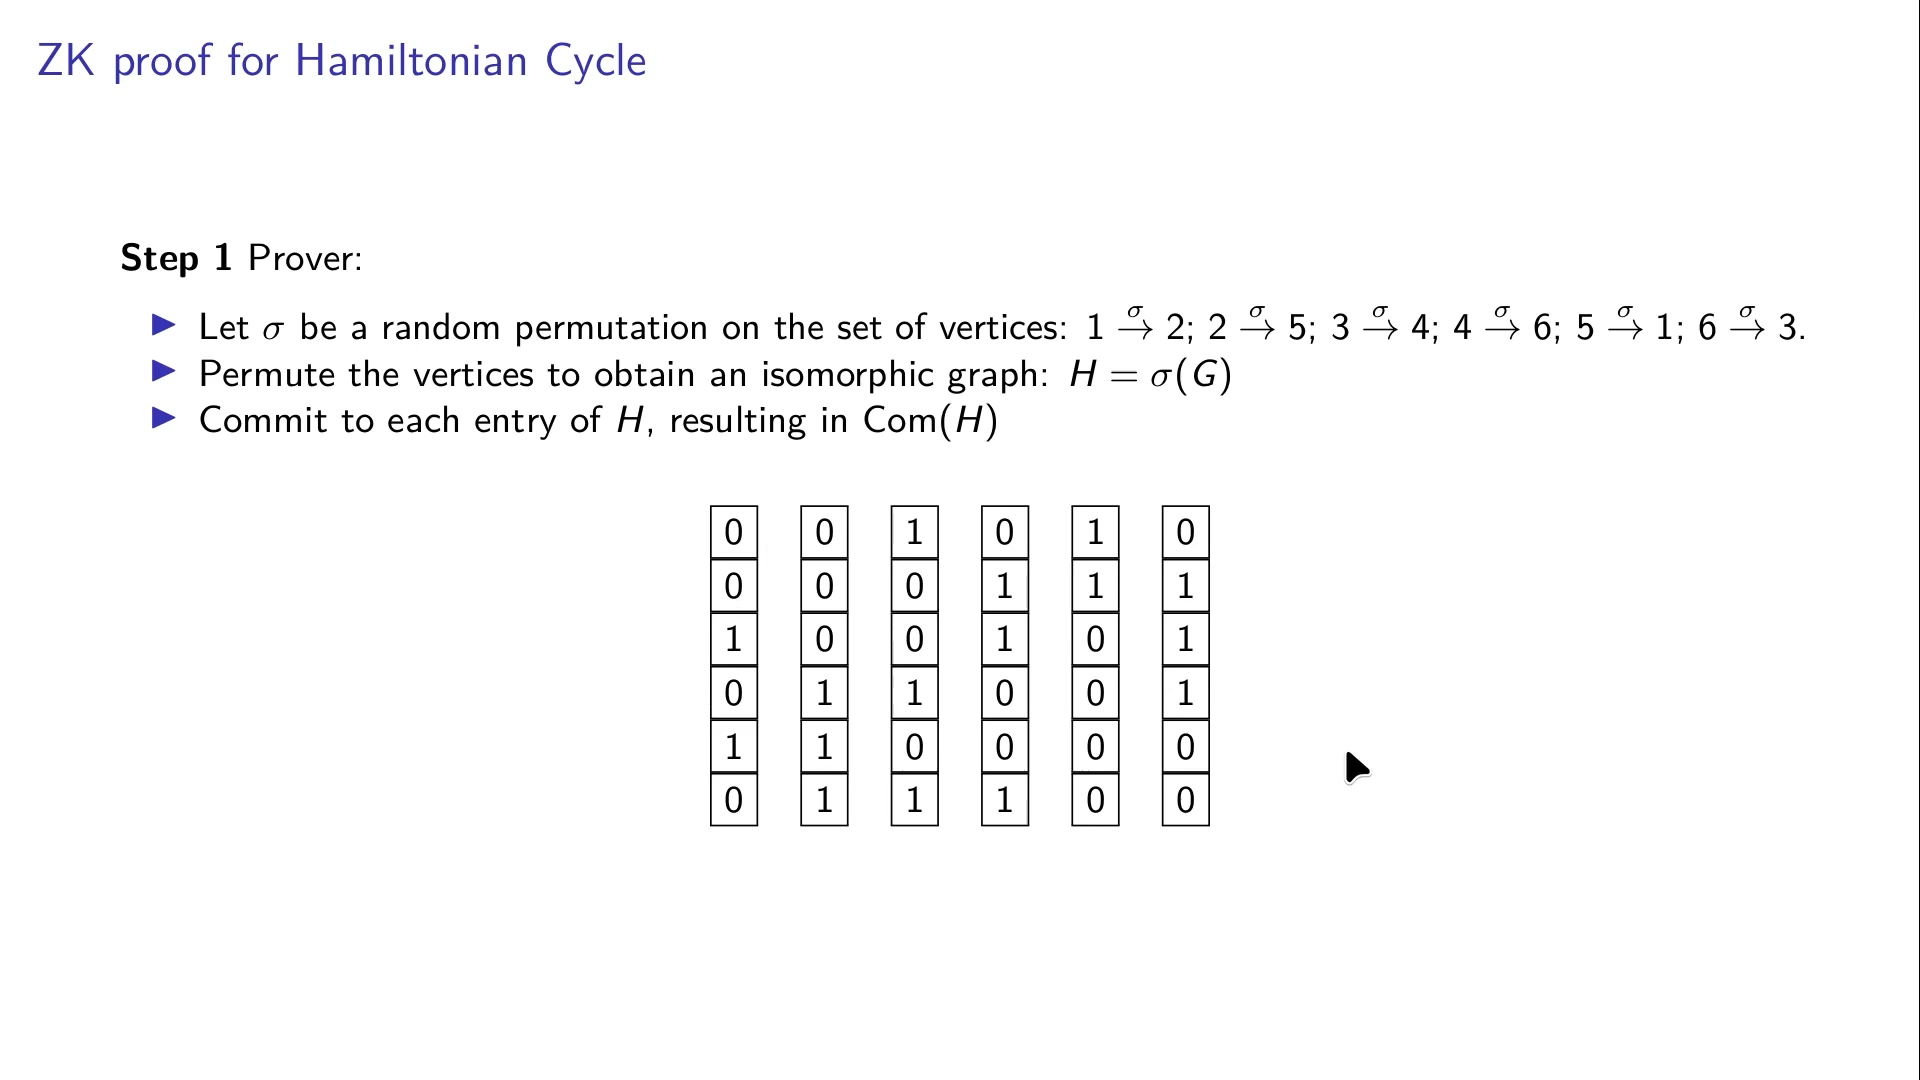 ZK proof for Hamiltonian Cycle
Step 1 Prover:
▶ Let σ be a random permutation on the set of vertices: 1 →^σ 2; 2 →^σ 5; 3 →^σ 4; 4 →^σ 6; 5 →^σ 1; 6 →^σ 3.
▶ Permute the vertices to obtain an isomorphic graph: H = σ(G)
▶ Commit to each entry of H, resulting in Com(H)
0 0 1 0 1 0
0 0 0 1 1 1
1 0 0 1 0 1
0 1 1 0 0 1
1 1 0 0 0 0
0 1 1 1 0 0